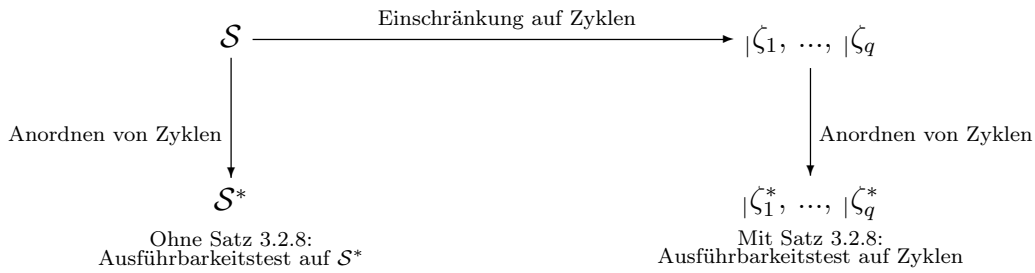 Einschränkung auf Zyklen
𝒮 |ζ₁, ..., |ζ_q
Anordnen von Zyklen Anordnen von Zyklen
𝒮* |ζ₁*, ..., |ζ_q*
Ohne Satz 3.2.8:
Ausführbarkeitstest auf 𝒮*
Mit Satz 3.2.8:
Ausführbarkeitstest auf Zyklen